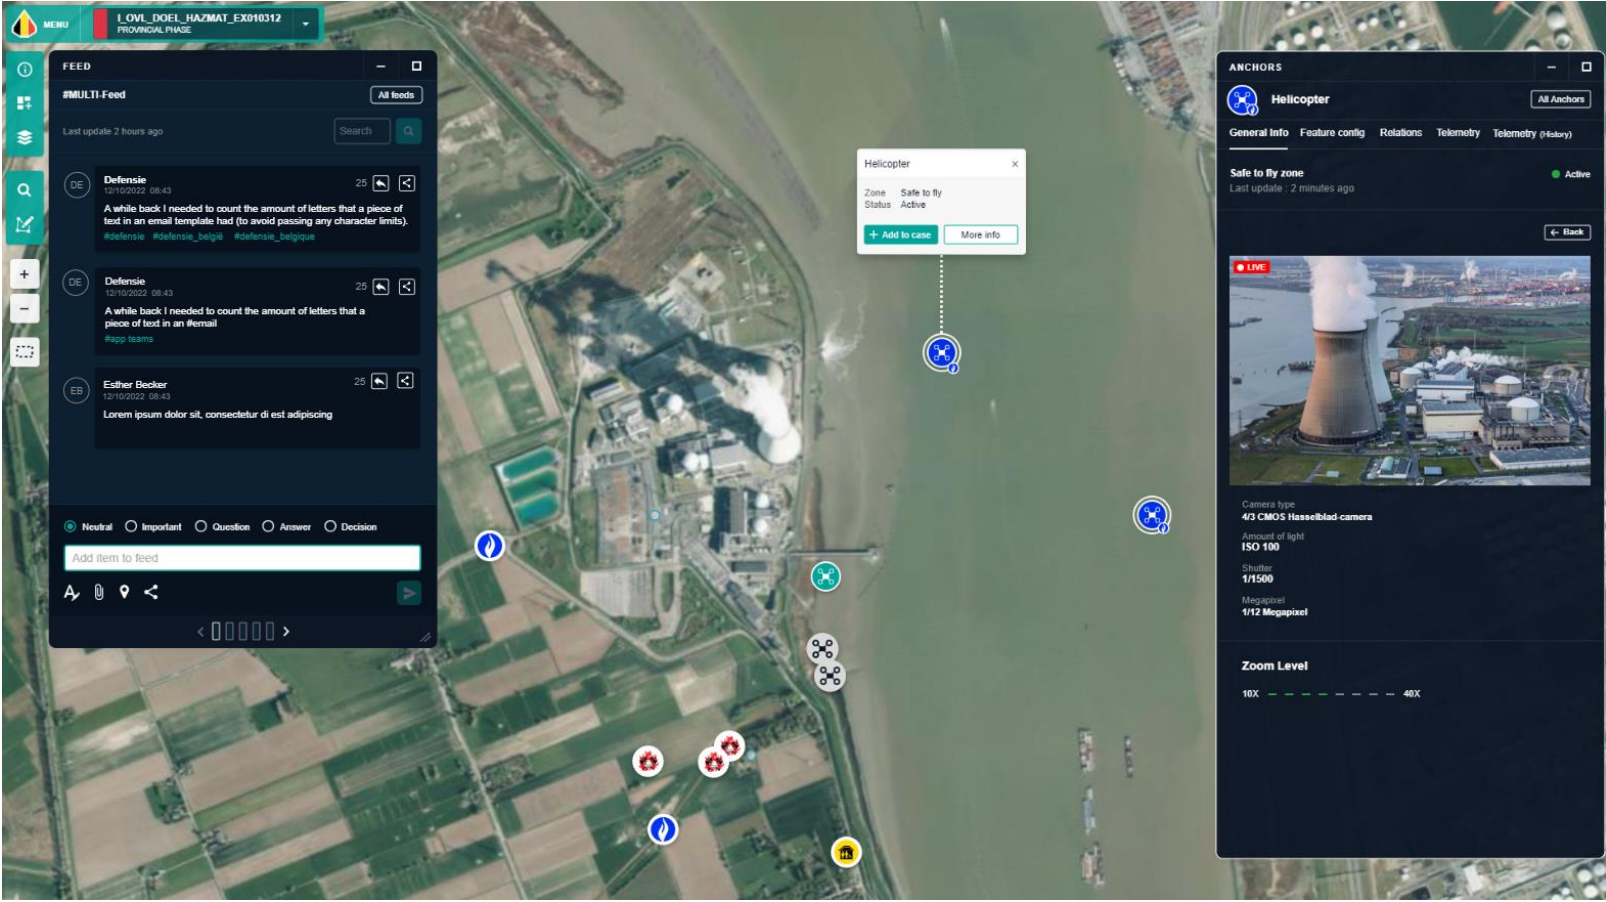 MENU
I_OVL_DOEL_HAZMAT_EX010312
PROVINCIAL PHASE
FEED
#MULTI-Feed
All feeds
Last update 2 hours ago
Search
DE
Defensie
12/10/2022 08:43
25
A while back I needed to count the amount of letters that a piece of
text in an email template had (to avoid passing any character limits).
#defensie #defensie_belgië #defensie_belgique
DE
Defensie
12/10/2022 08:43
25
A while back I needed to count the amount of letters that a
piece of text in an #email
#app teams
EB
Esther Becker
12/10/2022 08:43
25
Lorem ipsum dolor sit, consectetur di est adipiscing
Neutral Important Question Answer Decision
Add item to feed
Helicopter
Zone Safe to fly
Status Active
+ Add to case
More info
ANCHORS
Helicopter
All Anchors
General Info Feature config Relations Telemetry Telemetry (History)
Safe to fly zone
Active
Last update : 2 minutes ago
← Back
LIVE
Camera type
4/3 CMOS Hasselblad-camera
Amount of light
ISO 100
Shutter
1/1500
Megapixel
1/12 Megapixel
Zoom Level
10X
40X